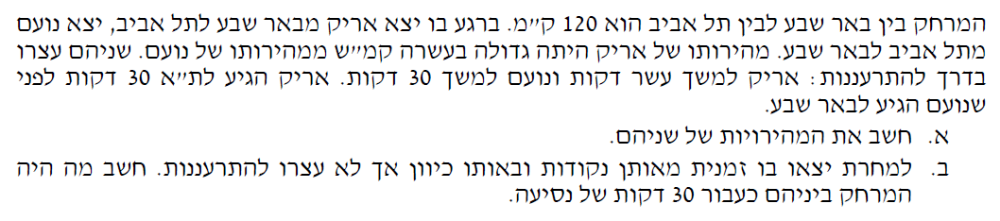 המרחק בין באר שבע לבין תל אביב הוא 120 ק״מ. ברגע בו יצא אריק מבאר שבע לתל אביב, יצא נועם
מתל אביב לבאר שבע. מהירותו של אריק היתה גדולה בעשרה קמ״ש ממהירותו של נועם. שניהם עצרו
בדרך להתרעננות: אריק למשך עשר דקות ונועם למשך 30 דקות. אריק הגיע לת״א 30 דקות לפני
שנועם הגיע לבאר שבע.
א. חשב את המהירויות של שניהם.
ב. למחרת יצאו בו זמנית מאותן נקודות ובאותו כיוון אך לא עצרו להתרעננות. חשב מה היה
המרחק ביניהם כעבור 30 דקות של נסיעה.